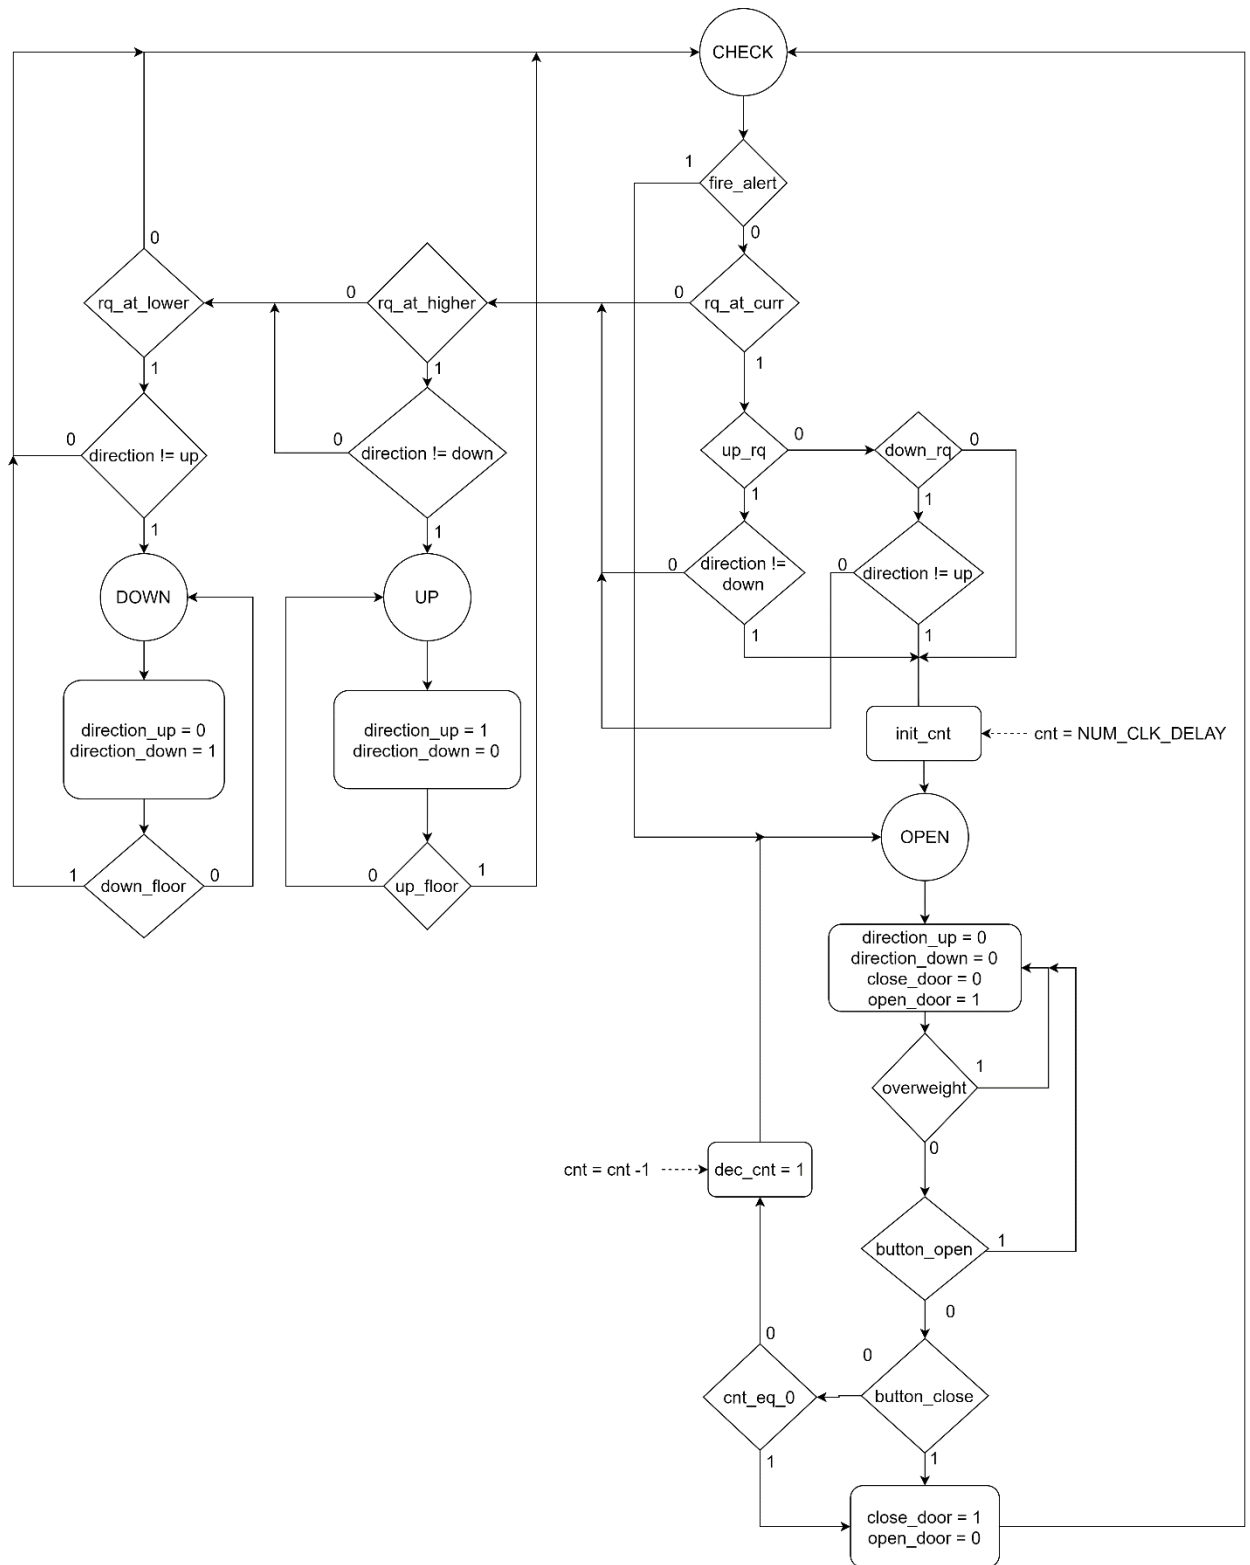 CHECK
1
fire_alert
0
0
rq_at_lower
0
rq_at_higher
0
rq_at_curr
1
1
1
0
direction != up
0
direction != down
up_rq
0
down_rq
0
1
1
1
1
0
direction !=
down
0
direction != up
DOWN
UP
1
1
direction_up = 0
direction_down = 1
direction_up = 1
direction_down = 0
init_cnt
cnt = NUM_CLK_DELAY
OPEN
1
down_floor
0
0
up_floor
1
direction_up = 0
direction_down = 0
close_door = 0
open_door = 1
overweight
1
0
cnt = cnt -1
dec_cnt = 1
button_open
1
0
0
0
cnt_eq_0
button_close
1
1
close_door = 1
open_door = 0